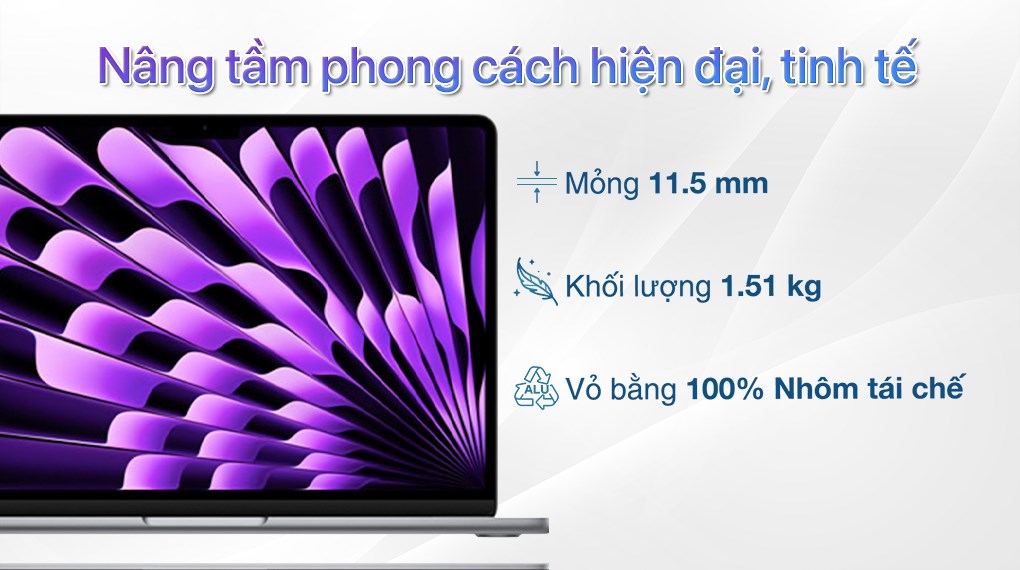 Nâng tầm phong cách hiện đại, tinh tế
Mỏng 11.5 mm
Khối lượng 1.51 kg
ALU
Vỏ bằng 100% Nhôm tái chế